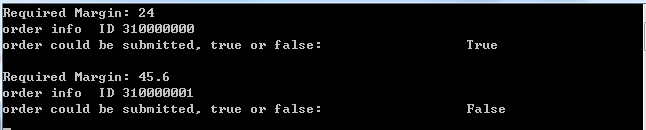 Required Margin: 24
order info  ID 310000000
order could be submitted, true or false:                  True

Required Margin: 45.6
order info  ID 310000001
order could be submitted, true or false:                  False